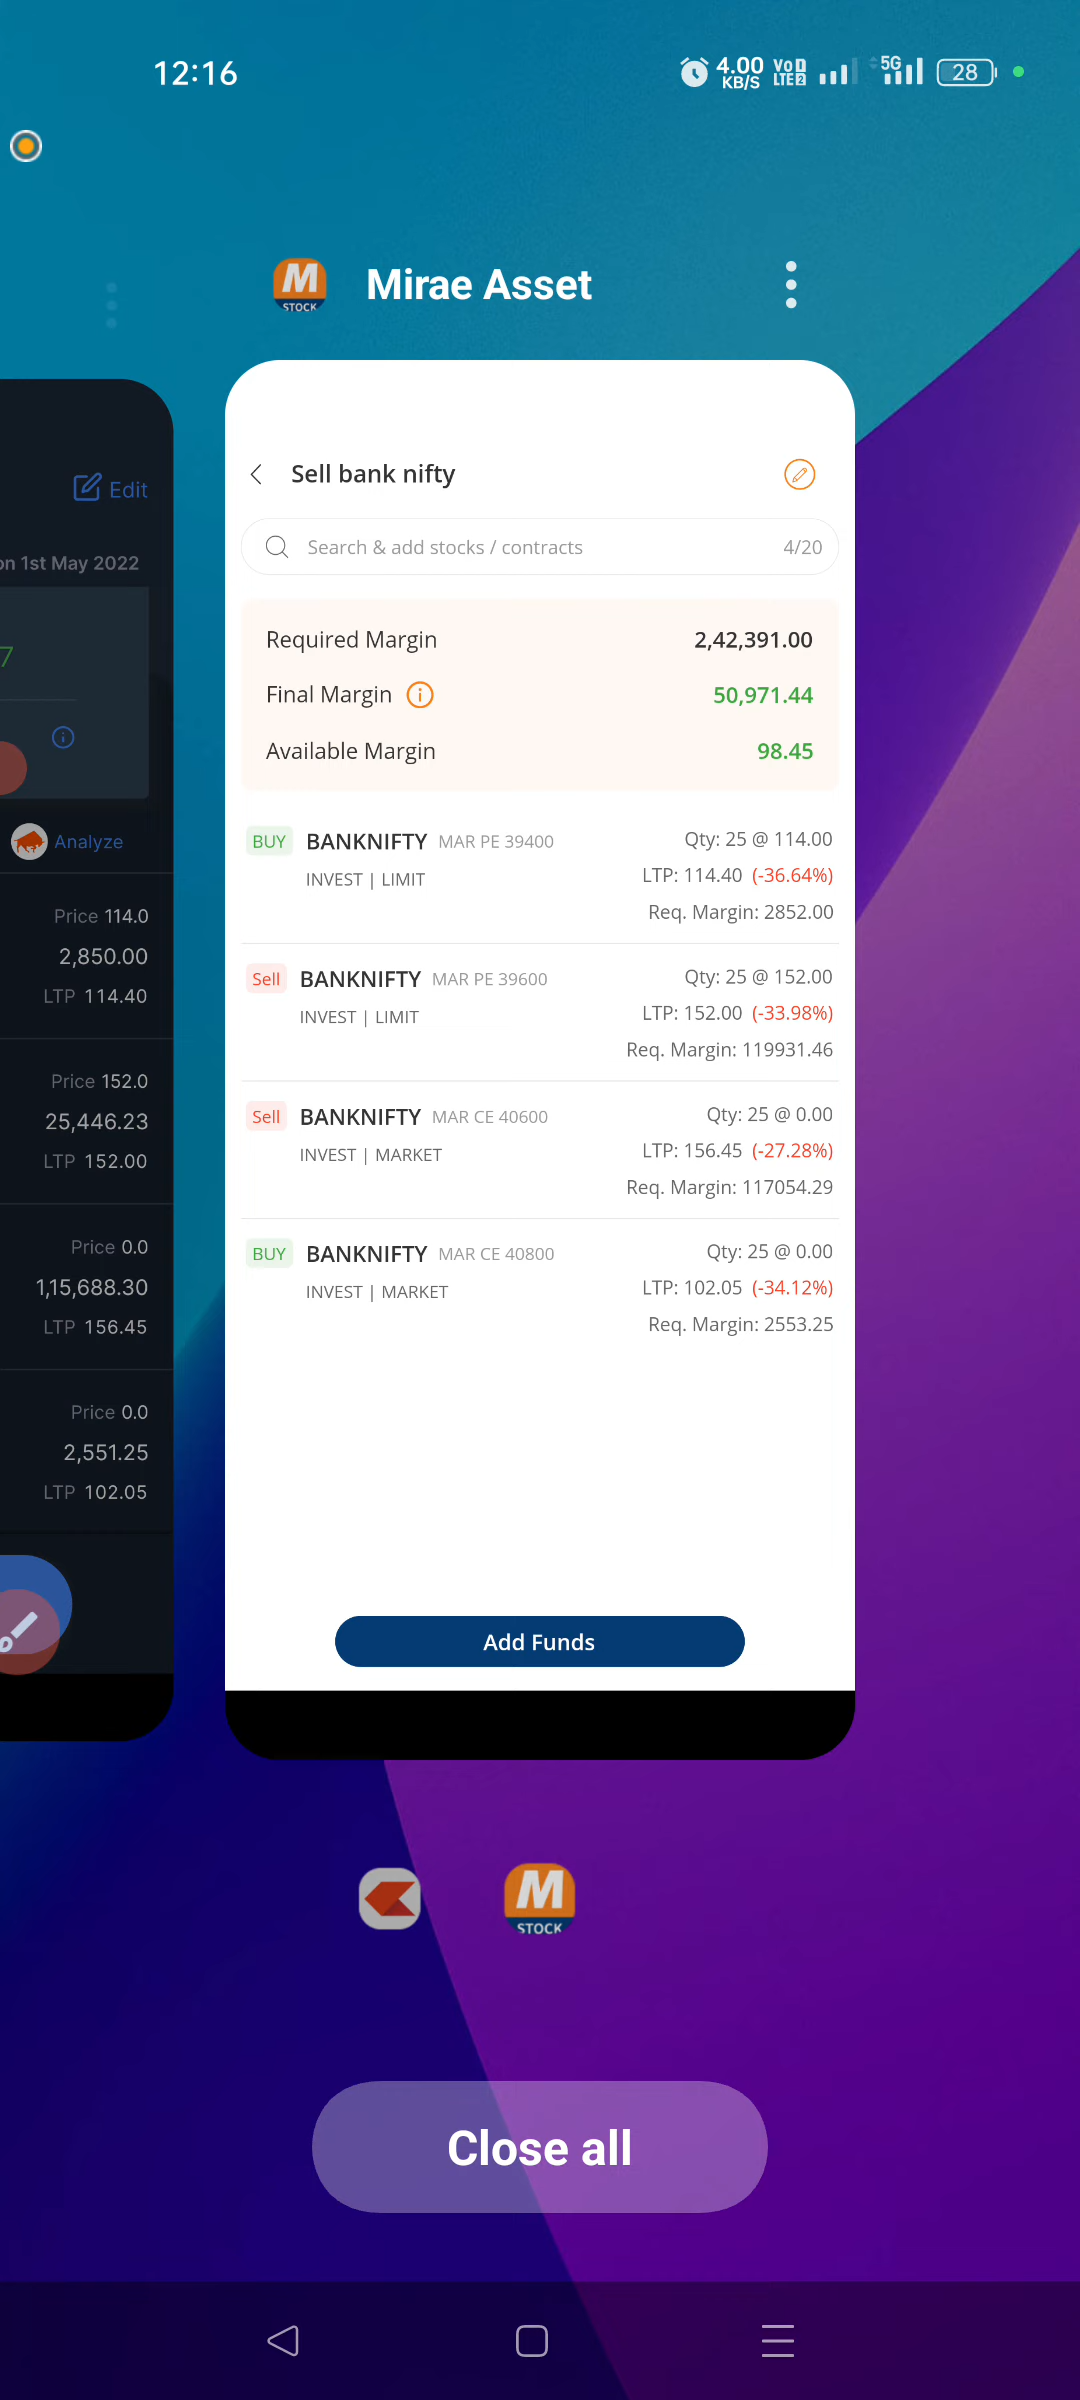 12:16
4.00 KB/S
Vo
LTE 2
5G
28
Mirae Asset
M
STOCK
Edit
on 1st May 2022
7
Analyze
Price 114.0
2,850.00
LTP 114.40
Price 152.0
25,446.23
LTP 152.00
Price 0.0
1,15,688.30
LTP 156.45
Price 0.0
2,551.25
LTP 102.05
Sell bank nifty
Search & add stocks / contracts 4/20
Required Margin 2,42,391.00
Final Margin 50,971.44
Available Margin 98.45
BUY BANKNIFTY MAR PE 39400 Qty: 25 @ 114.00
INVEST | LIMIT LTP: 114.40 (-36.64%)
Req. Margin: 2852.00
Sell BANKNIFTY MAR PE 39600 Qty: 25 @ 152.00
INVEST | LIMIT LTP: 152.00 (-33.98%)
Req. Margin: 119931.46
Sell BANKNIFTY MAR CE 40600 Qty: 25 @ 0.00
INVEST | MARKET LTP: 156.45 (-27.28%)
Req. Margin: 117054.29
BUY BANKNIFTY MAR CE 40800 Qty: 25 @ 0.00
INVEST | MARKET LTP: 102.05 (-34.12%)
Req. Margin: 2553.25
Add Funds
M
STOCK
Close all